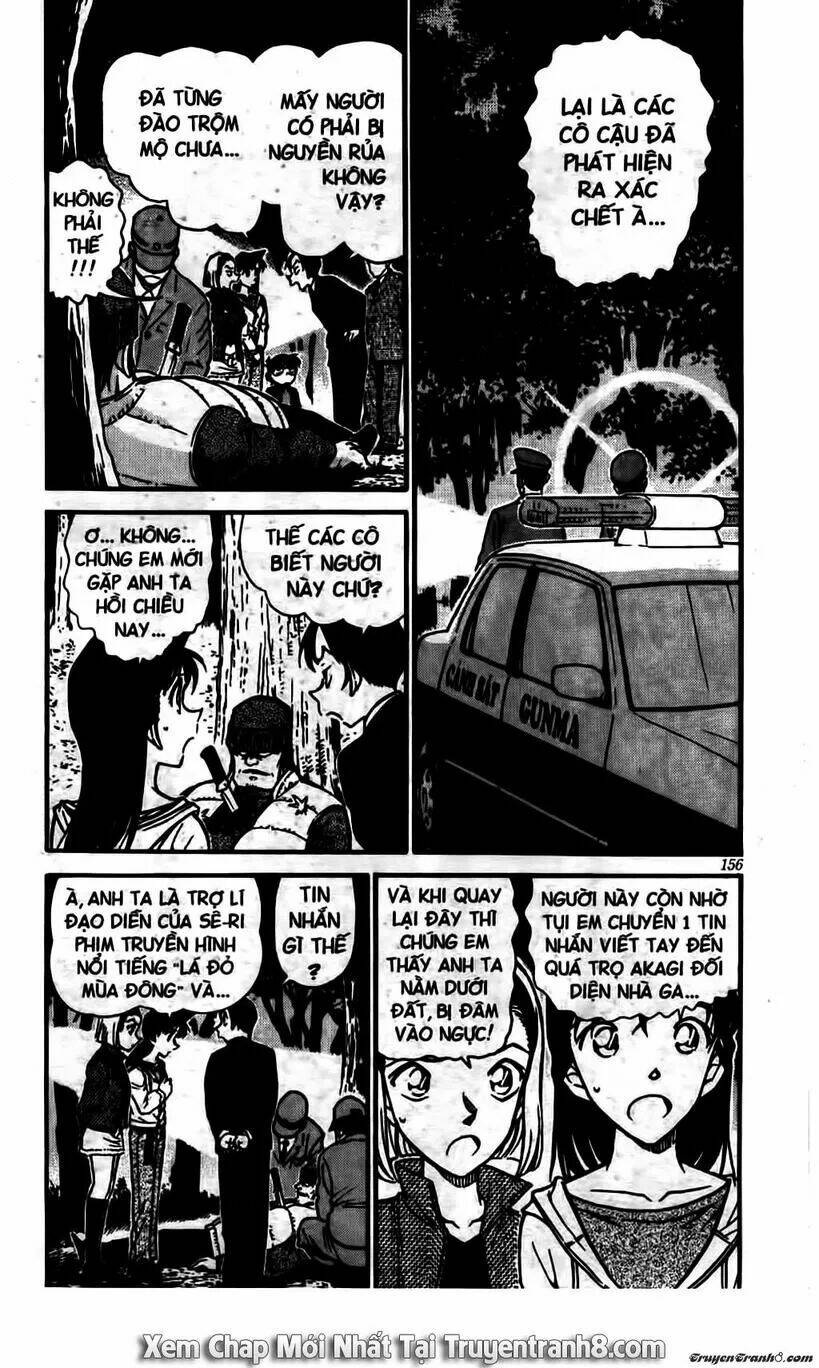 LẠI LÀ CÁC
CÔ CẬU ĐÃ
PHÁT HIỆN
RA XÁC
CHẾT À...
CẢNH SÁT
GUNMA
MẤY NGƯỜI
CÓ PHẢI BỊ
NGUYỀN RỦA
KHÔNG
VẬY?
ĐÃ TỪNG
ĐÀO TRỘM
MỘ CHƯA...
KHÔNG
PHẢI
THẾ
!!!
THẾ CÁC CÔ
BIẾT NGƯỜI
NÀY CHỨ?
Ơ... KHÔNG...
CHÚNG EM MỚI
GẶP ANH TA
HỒI CHIỀU
NAY...
156
NGƯỜI NÀY CÒN NHỜ
TỤI EM CHUYỂN 1 TIN
NHẮN VIẾT TAY ĐẾN
QUÁ TRỌ AKAGI ĐỐI
DIỆN NHÀ GA...
VÀ KHI QUAY
LẠI ĐÂY THÌ
CHÚNG EM
THẤY ANH TA
NẰM DƯỚI
ĐẤT, BỊ ĐÂM
VÀO NGỰC!
TIN
NHẮN
GÌ THẾ
?
À, ANH TA LÀ TRỢ LÍ
ĐẠO DIỄN CỦA SÊ-RI
PHIM TRUYỀN HÌNH
NỔI TIẾNG "LÁ ĐỎ
MÙA ĐÔNG" VÀ...
Xem Chap Mới Nhất Tại Truyentranh8.com
TruyenTranh8.com